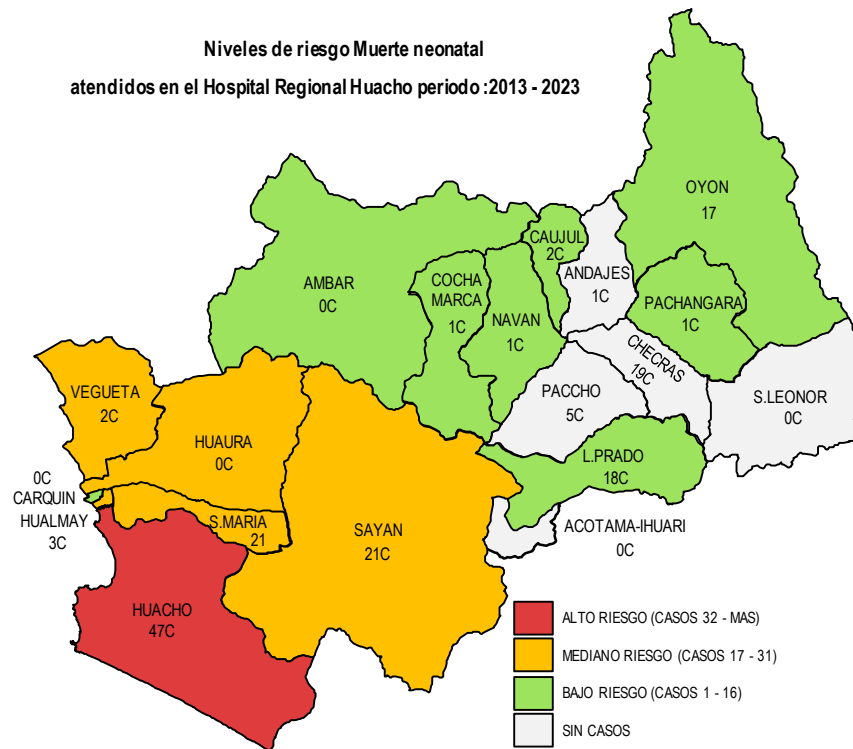 Niveles de riesgo Muerte neonatal
atendidos en el Hospital Regional Huacho periodo :2013 - 2023
OYON
17
CAUJUL
2C
ANDAJES
1C
AMBAR
0C
COCHA
MARCA
1C
NAVAN
1C
PACHANGARA
1C
CHECRAS
19C
VEGUETA
2C
PACCHO
5C
S.LEONOR
0C
HUAURA
0C
L.PRADO
18C
0C
CARQUIN
HUALMAY
3C
S.MARIA
21
SAYAN
21C
ACOTAMA-IHUARI
0C
HUACHO
47C
ALTO RIESGO (CASOS 32 - MAS)
MEDIANO RIESGO (CASOS 17 - 31)
BAJO RIESGO (CASOS 1 - 16)
SIN CASOS